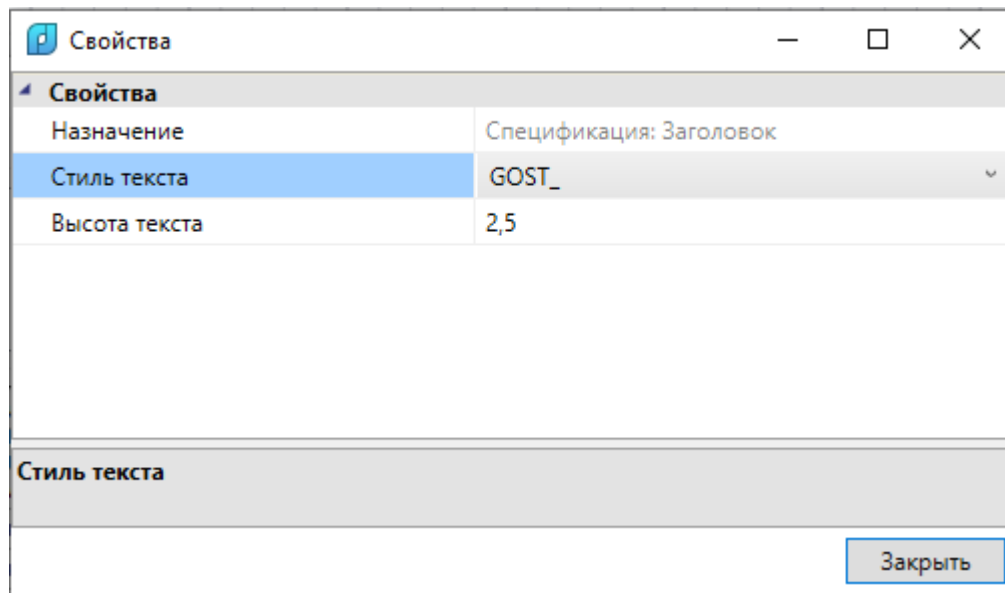 Свойства
Свойства
Назначение Спецификация: Заголовок
Стиль текста GOST_
Высота текста 2,5
Стиль текста
Закрыть